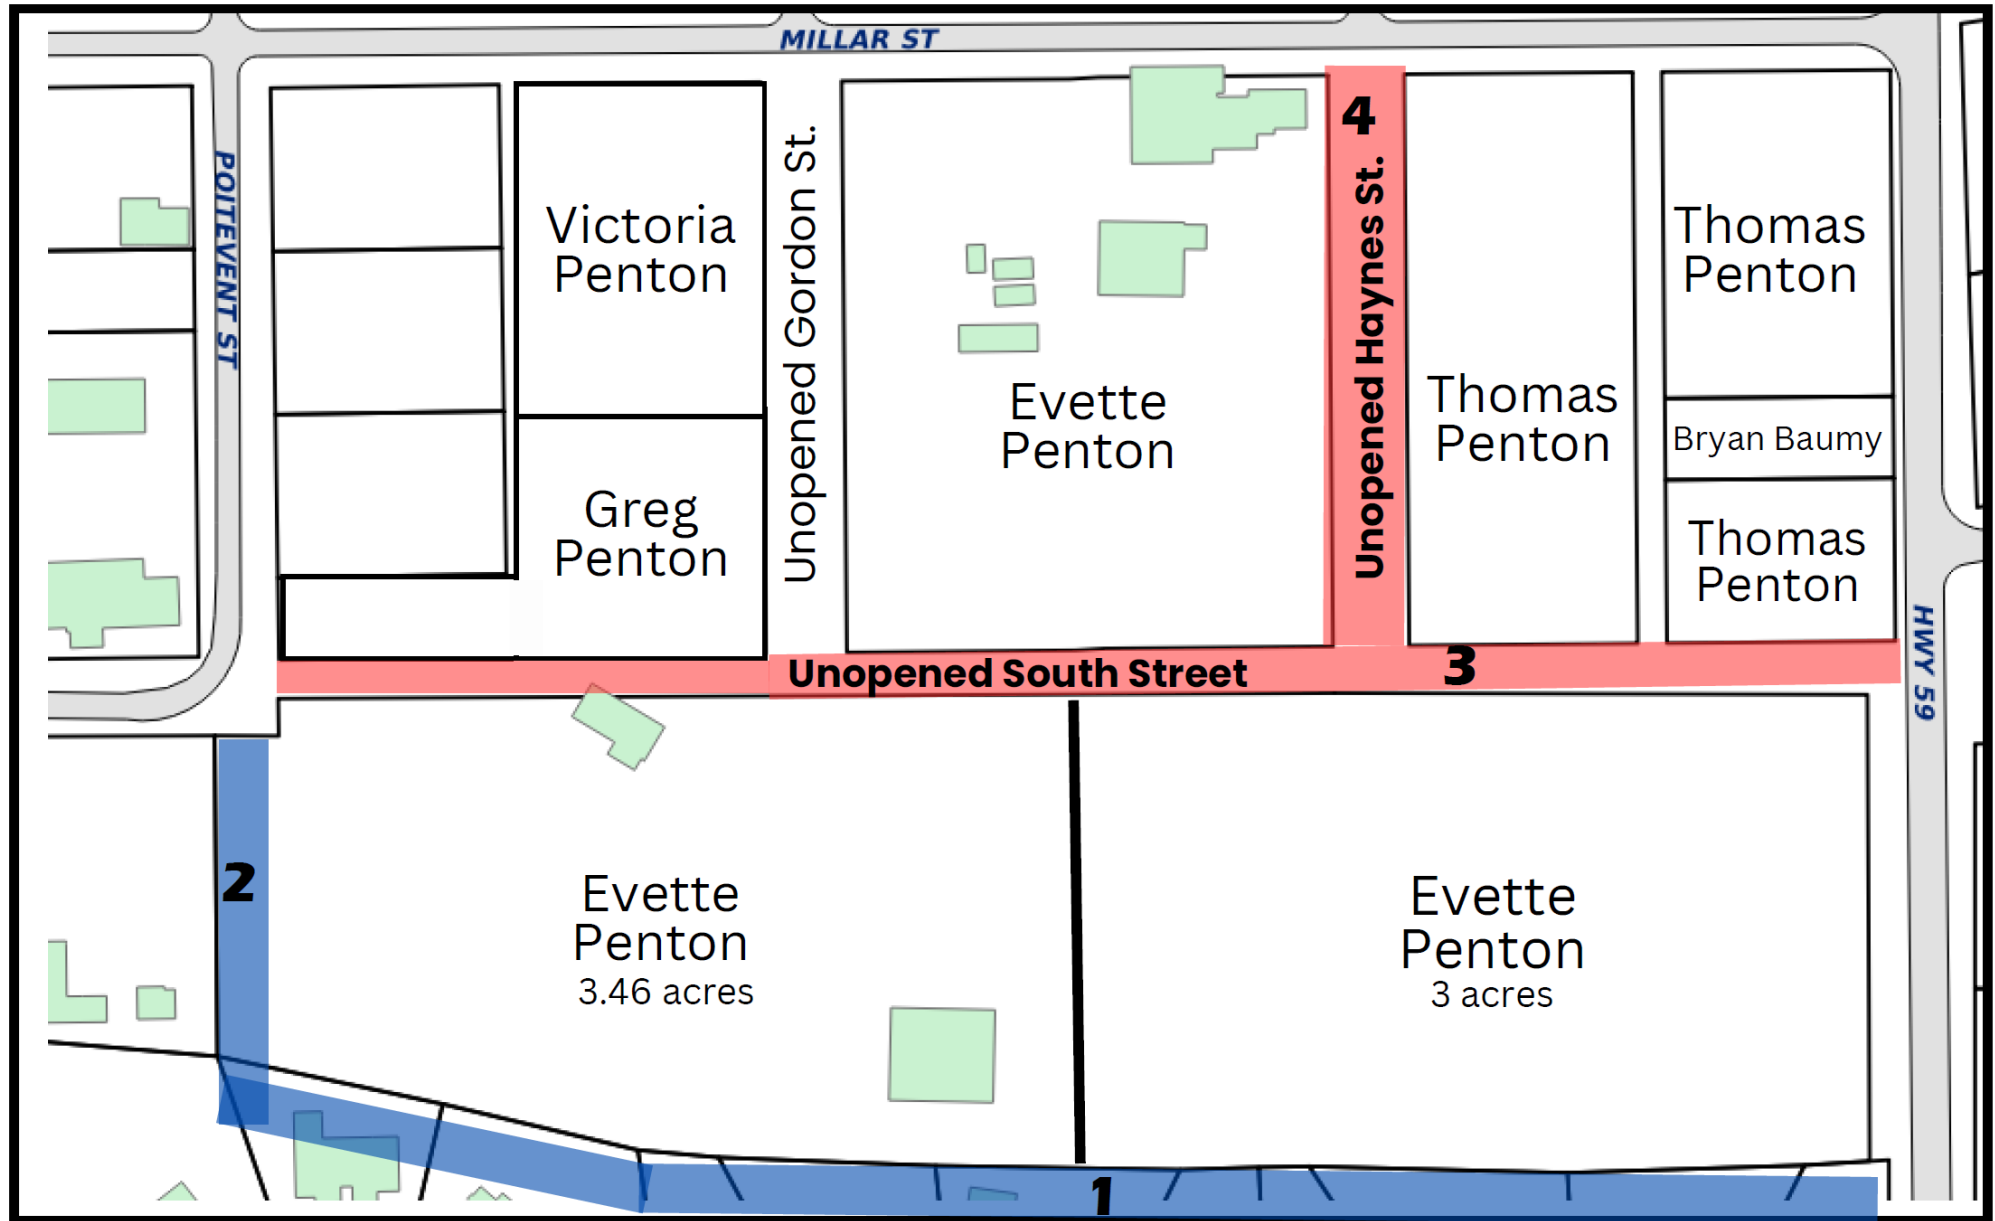 MILLAR ST
POITEVENT ST
Victoria
Penton
Unopened Gordon St.
4
Unopened Haynes St.
Thomas
Penton
Evette
Penton
Thomas
Penton
Bryan Baumy
Greg
Penton
Thomas
Penton
HWY 59
Unopened South Street
3
2
Evette
Penton
3.46 acres
Evette
Penton
3 acres
1